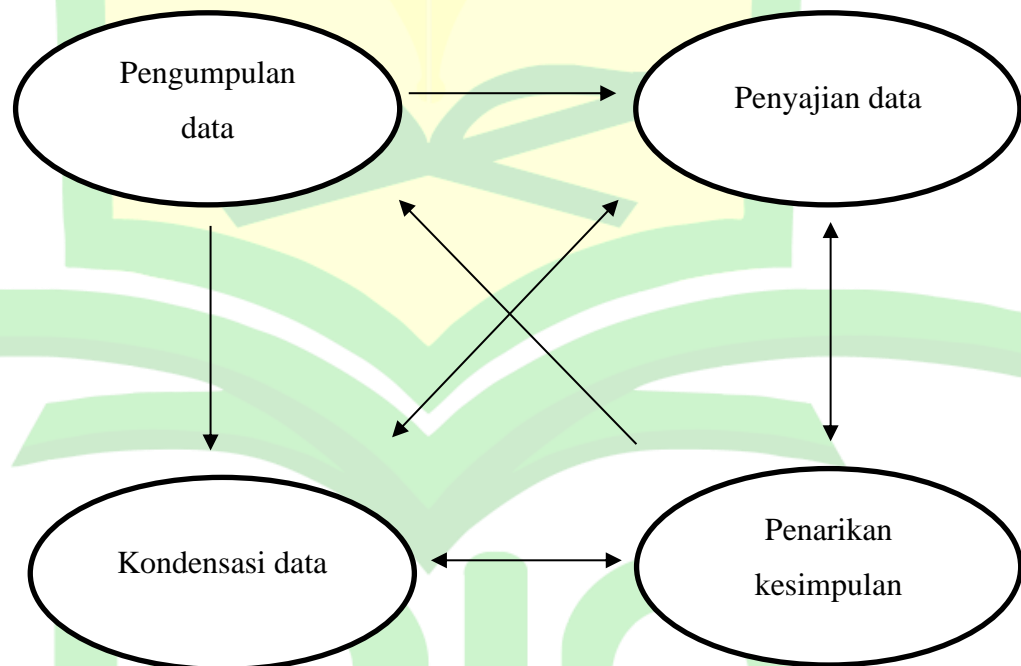 Pengumpulan
data
Penyajian data
Kondensasi data
Penarikan
kesimpulan